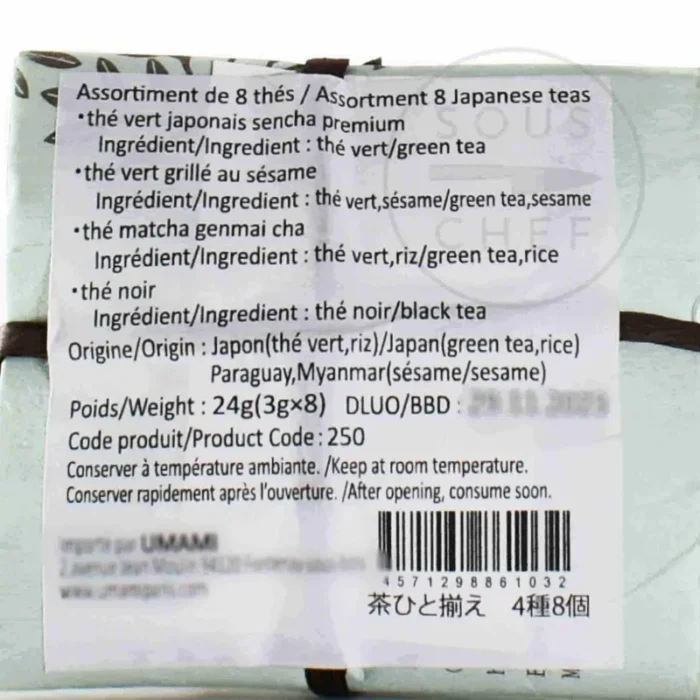 Assortiment de 8 thés / Assortment 8 Japanese teas
・thé vert japonais sencha premium
Ingrédient/Ingredient : thé vert/green tea
・thé vert grillé au sésame
Ingrédient/Ingredient : thé vert,sésame/green tea,sesame
・thé matcha genmai cha
Ingrédient/Ingredient : thé vert,riz/green tea,rice
・thé noir
Ingrédient/Ingredient : thé noir/black tea
Origine/Origin : Japon(thé vert,riz)/Japan(green tea,rice)
Paraguay,Myanmar(sésame/sesame)
Poids/Weight : 24g(3g×8) DLUO/BBD :
Code produit/Product Code : 250
Conserver à température ambiante. /Keep at room temperature.
Conserver rapidement après l'ouverture. /After opening, consume soon.
UMAMI
4571298861032
茶ひと揃え 4種8個
SOUS
CHEF